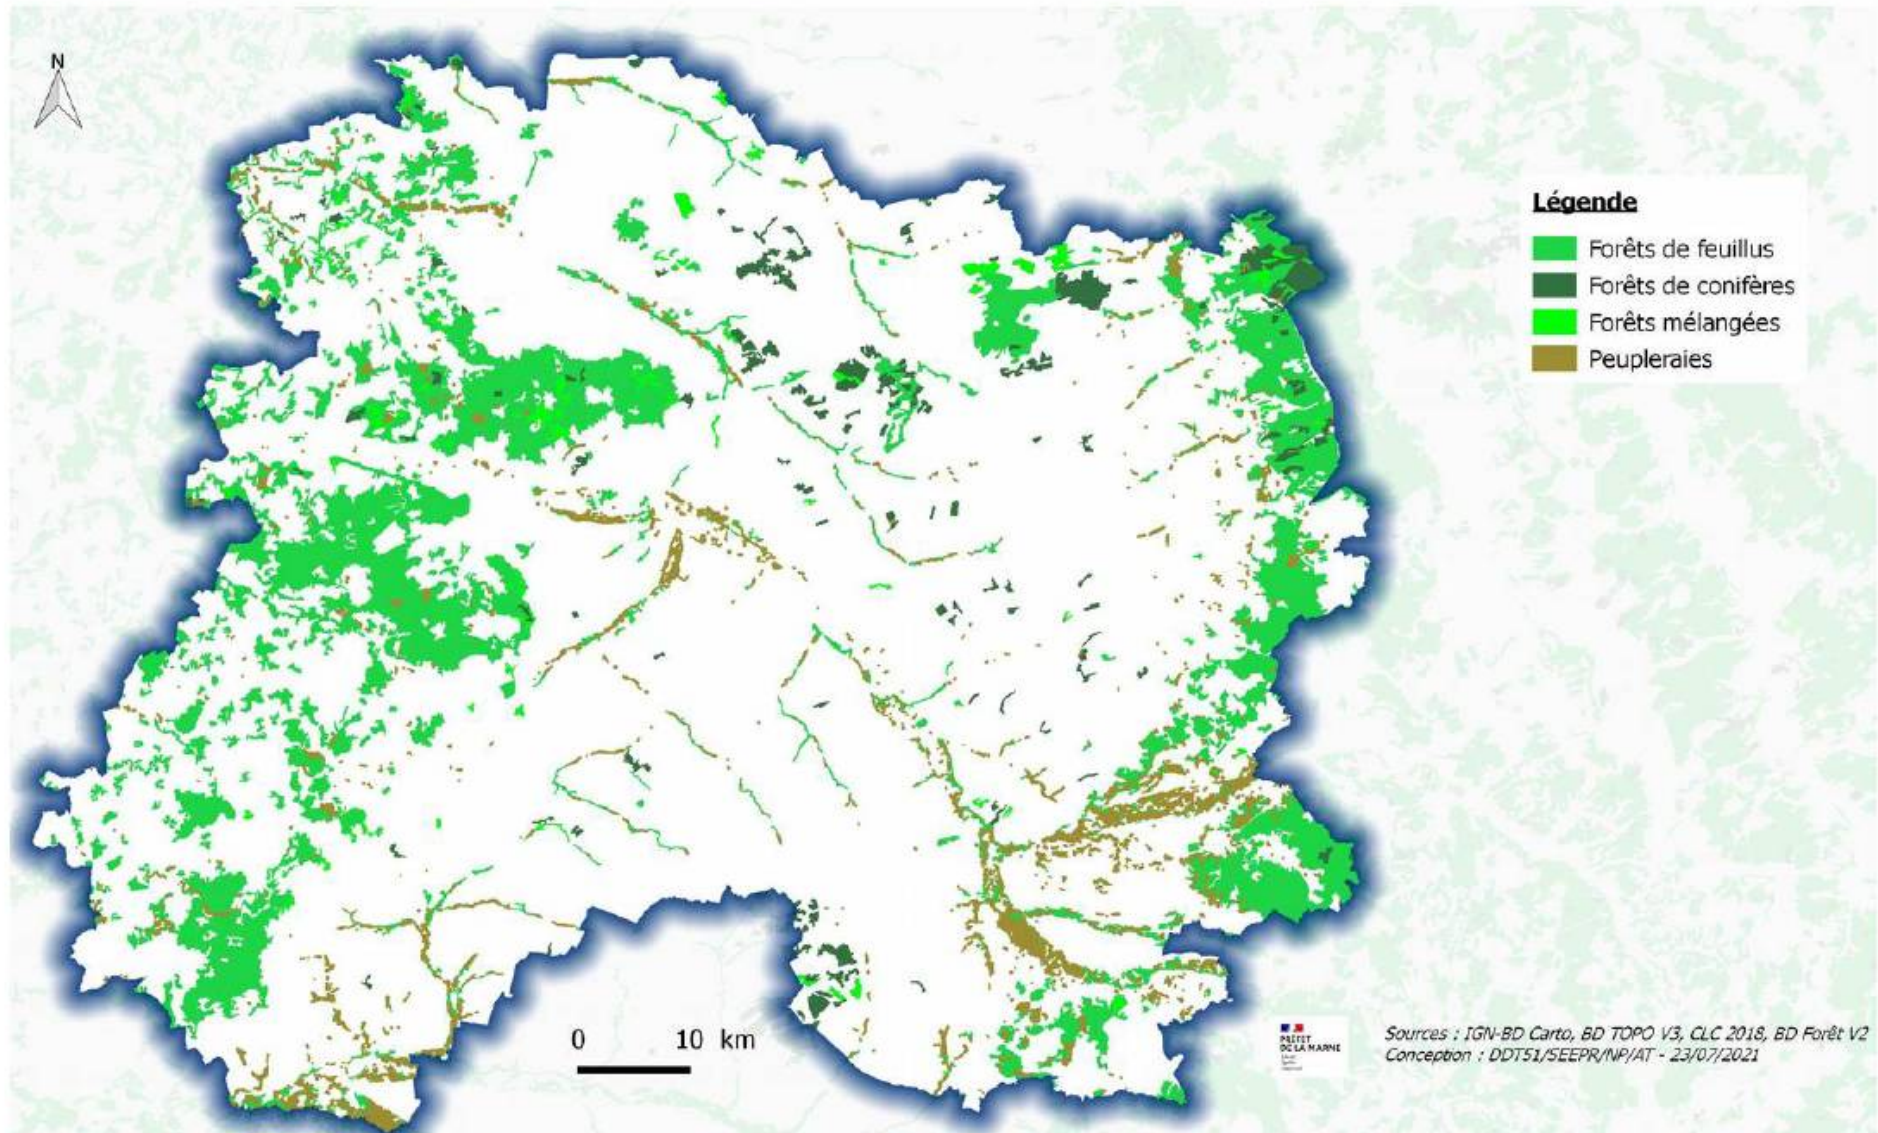 N
Légende
Forêts de feuillus
Forêts de conifères
Forêts mélangées
Peupleraies
0 10 km
PRÉFET
DE LA MARNE
Sources : IGN-BD Carto, BD TOPO V3, CLC 2018, BD Forêt V2
Conception : DDT51/SEEPR/NP/AT - 23/07/2021